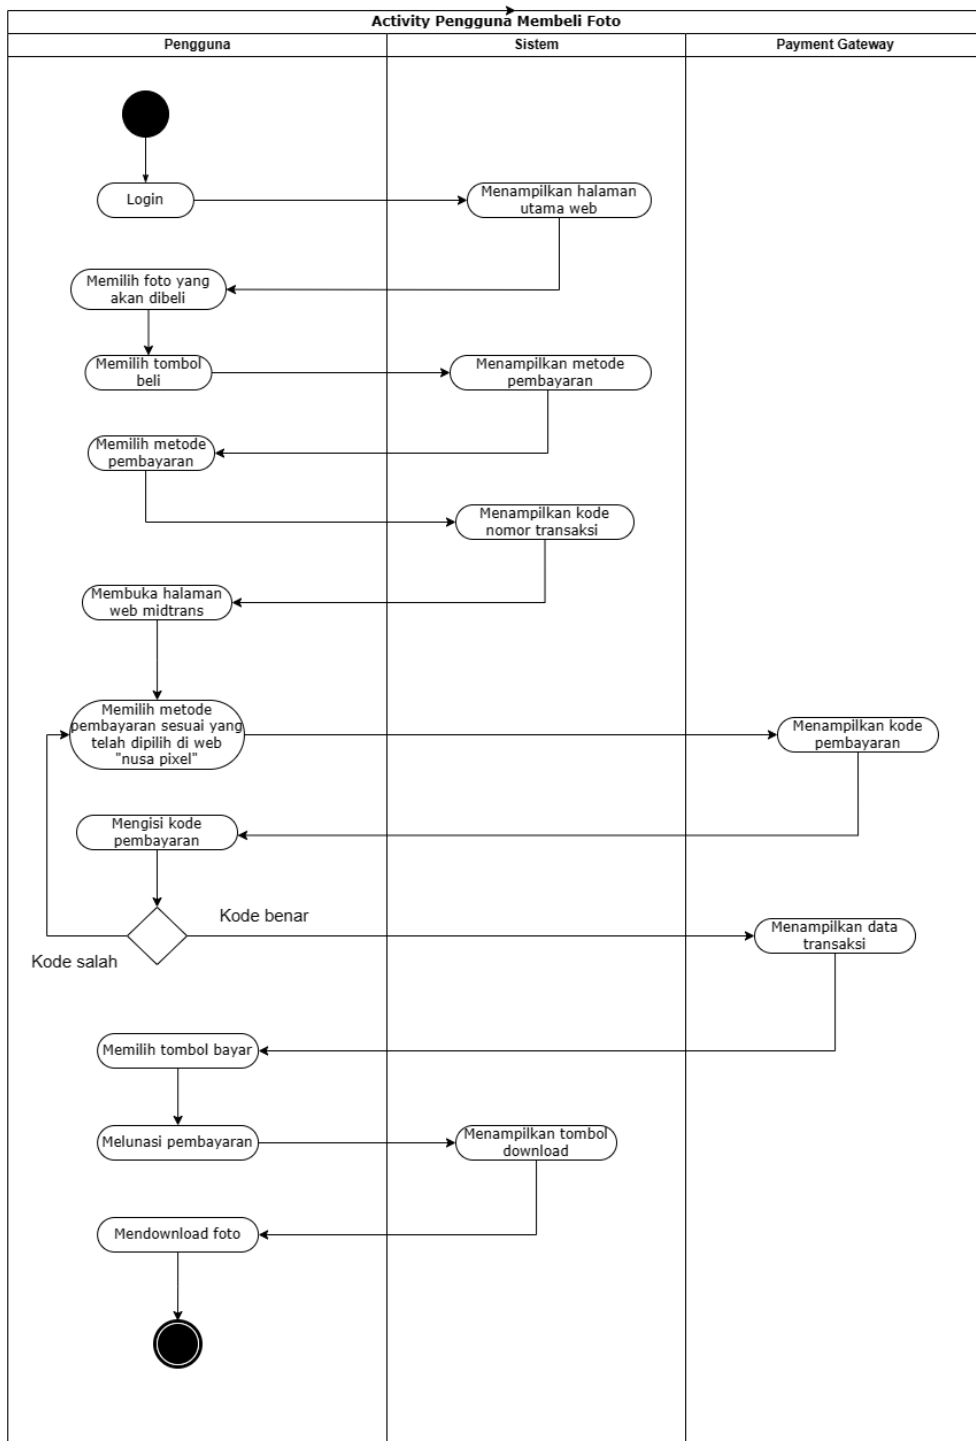 Activity Pengguna Membeli Foto
Pengguna
Sistem
Payment Gateway
Login
Menampilkan halaman
utama web
Memilih foto yang
akan dibeli
Memilih tombol
beli
Menampilkan metode
pembayaran
Memilih metode
pembayaran
Menampilkan kode
nomor transaksi
Membuka halaman
web midtrans
Memilih metode
pembayaran sesuai yang
telah dipilih di web
"nusa pixel"
Menampilkan kode
pembayaran
Mengisi kode
pembayaran
Kode benar
Kode salah
Menampilkan data
transaksi
Memilih tombol bayar
Melunasi pembayaran
Menampilkan tombol
download
Mendownload foto